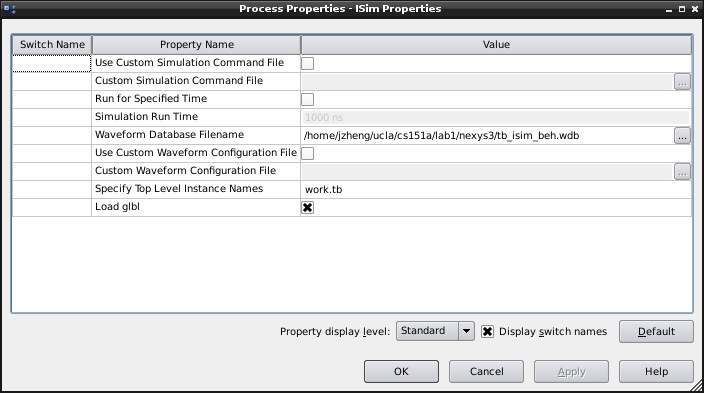 Process Properties - ISim Properties
Switch Name Property Name Value
Use Custom Simulation Command File
Custom Simulation Command File ...
Run for Specified Time
Simulation Run Time 1000 ns
Waveform Database Filename /home/jzheng/ucla/cs151a/lab1/nexys3/tb_isim_beh.wdb ...
Use Custom Waveform Configuration File
Custom Waveform Configuration File ...
Specify Top Level Instance Names work.tb
Load glbl
Property display level: Standard Display switch names Default
OK Cancel Apply Help